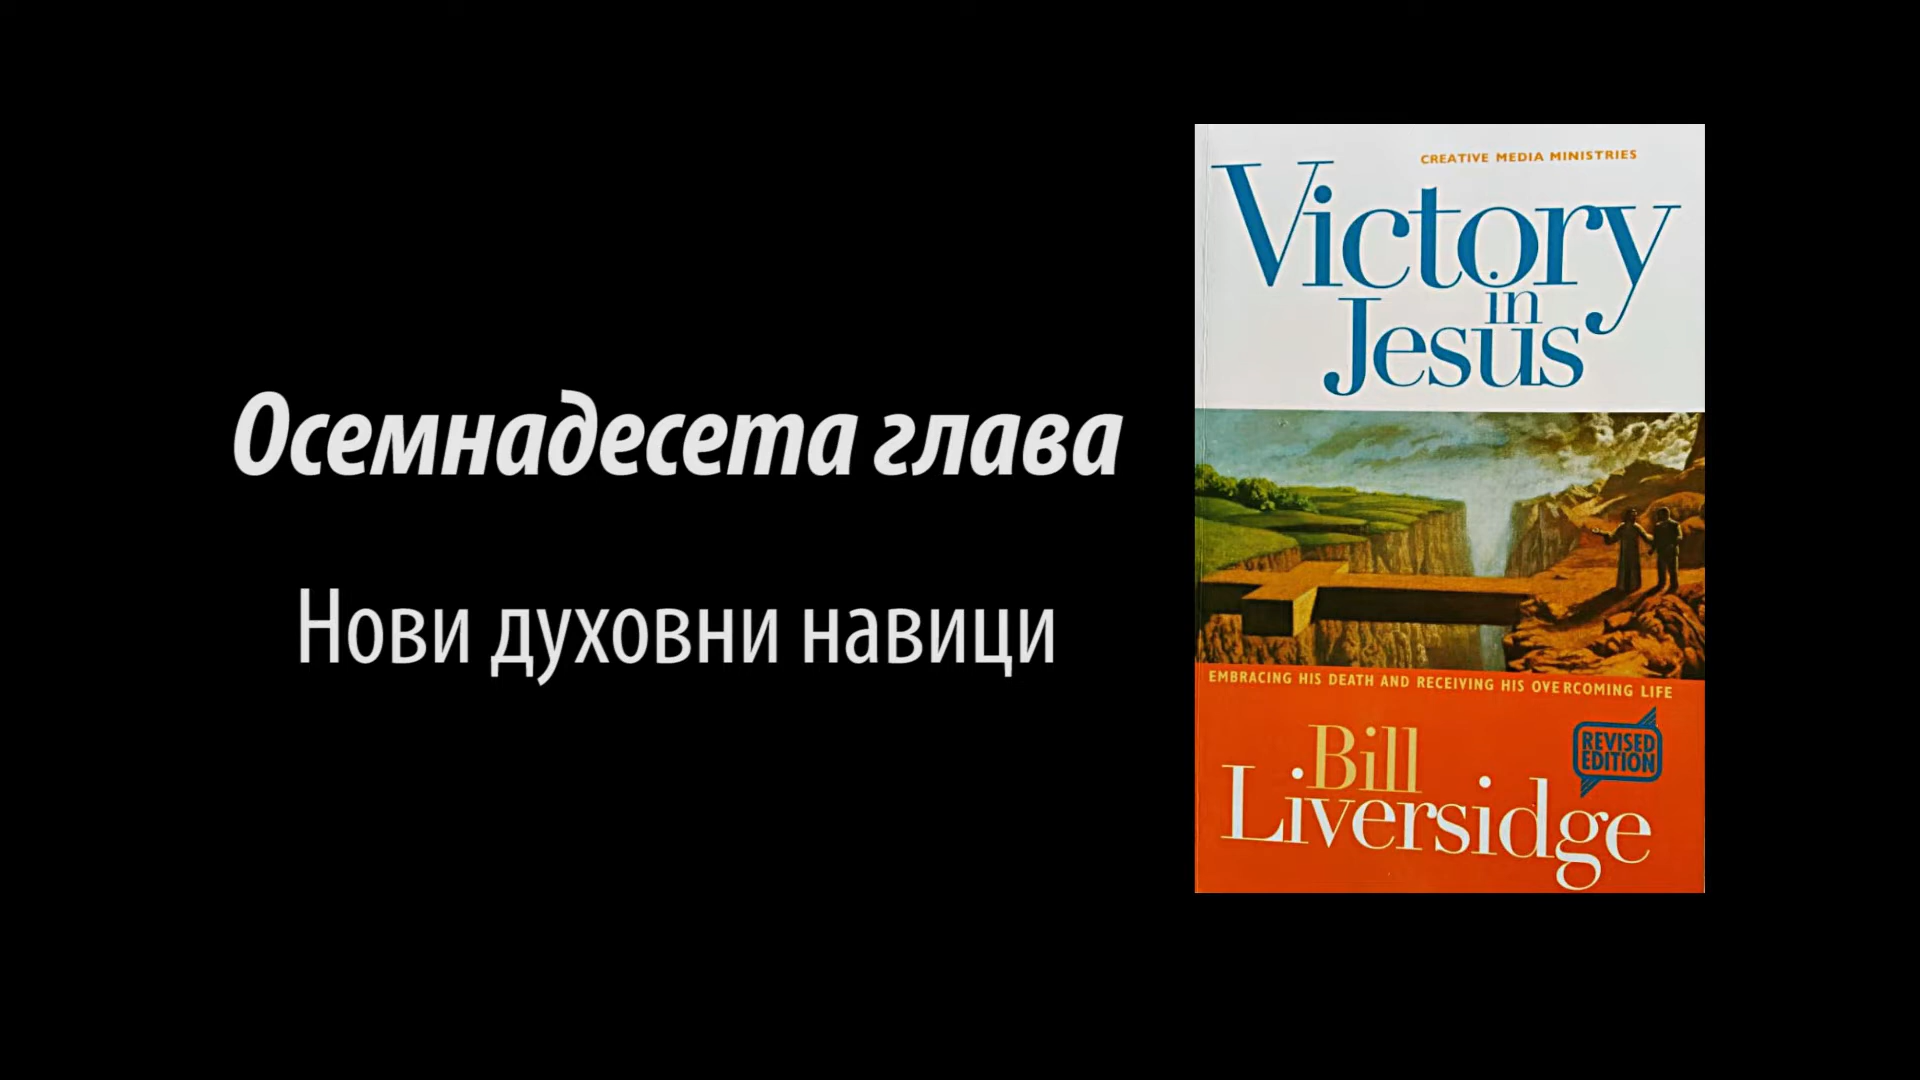 Осемнадесета глава
Нови духовни навици
CREATIVE MEDIA MINISTRIES
Victory
in
Jesus
EMBRACING HIS DEATH AND RECEIVING HIS OVERCOMING LIFE
REVISED
EDITION
Bill
Liversidge